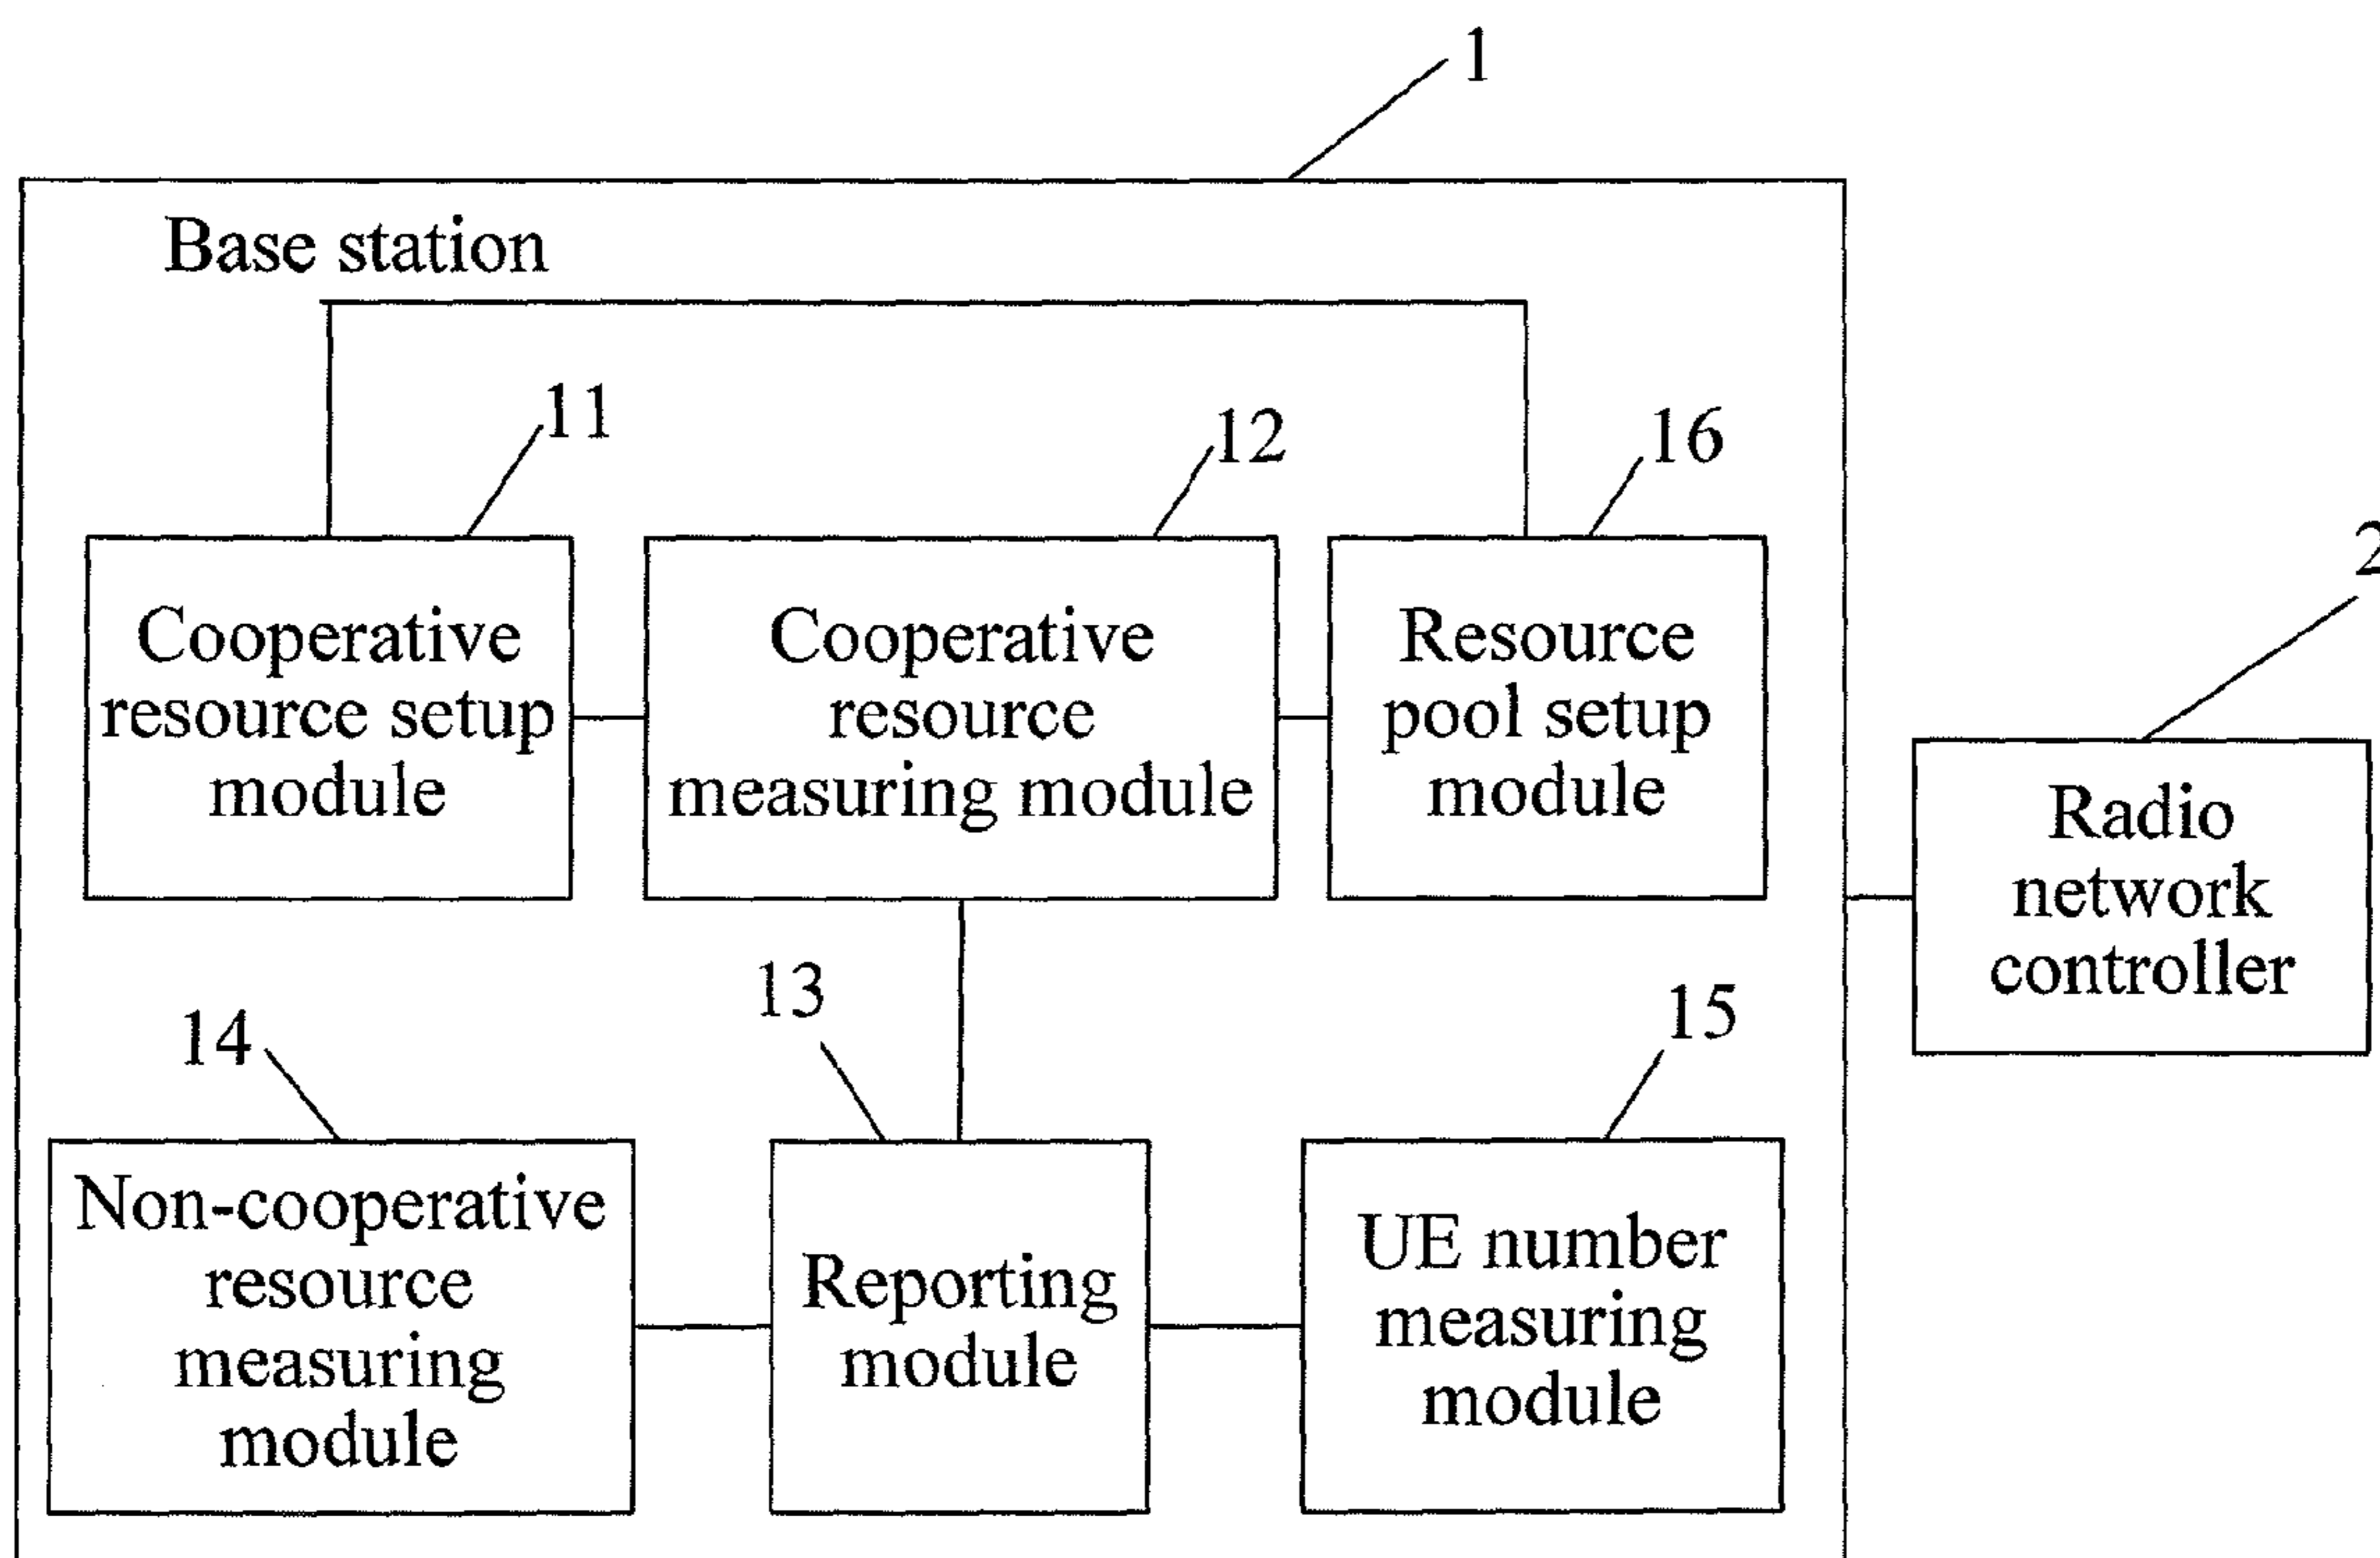 1
Base station
11
12
16
2
Cooperative
resource setup
module
Cooperative
resource
measuring module
Resource
pool setup
module
Radio
network
controller
14
13
15
Non-cooperative
resource
measuring
module
Reporting
module
UE number
measuring
module